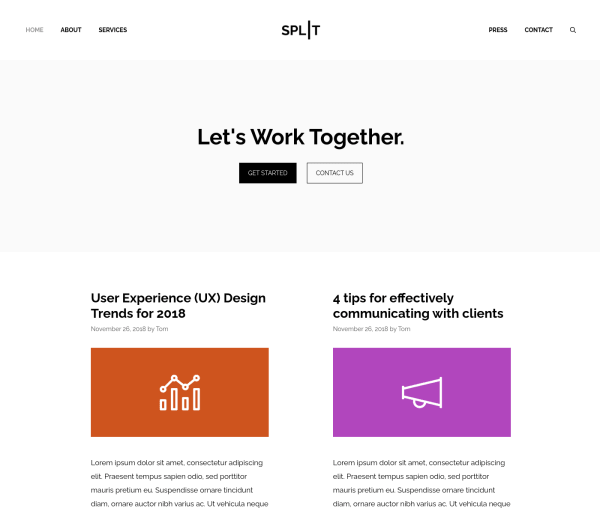 HOME ABOUT SERVICES SPL|T PRESS CONTACT
Let's Work Together.
GET STARTED CONTACT US
User Experience (UX) Design
Trends for 2018
November 26, 2018 by Tom
Lorem ipsum dolor sit amet, consectetur adipiscing
elit. Praesent tempus sapien odio, sed porttitor
mauris pretium eu. Suspendisse ornare tincidunt
diam, ornare auctor nibh varius ac. Ut vehicula neque
4 tips for effectively
communicating with clients
November 26, 2018 by Tom
Lorem ipsum dolor sit amet, consectetur adipiscing
elit. Praesent tempus sapien odio, sed porttitor
mauris pretium eu. Suspendisse ornare tincidunt
diam, ornare auctor nibh varius ac. Ut vehicula neque